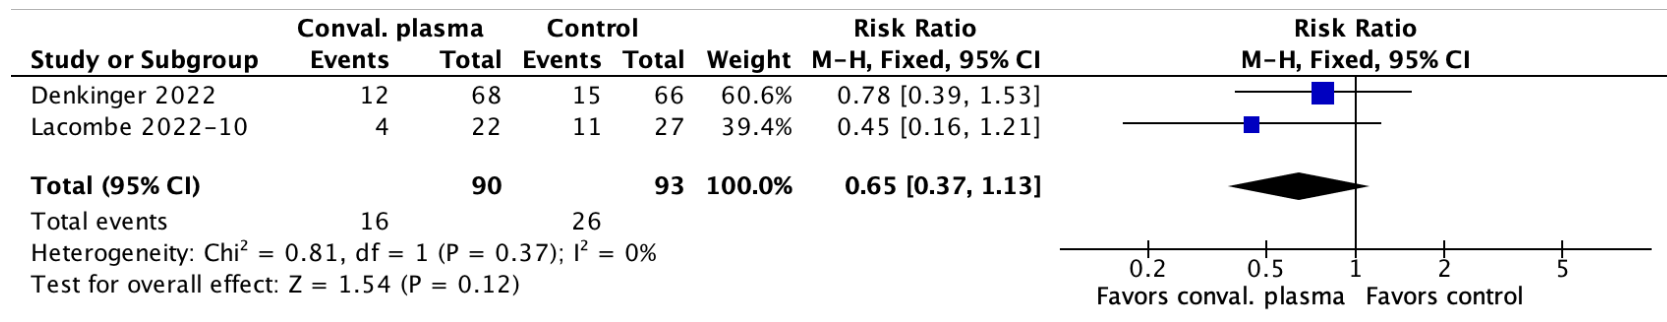 Conval. plasma Control Risk Ratio Risk Ratio
Study or Subgroup Events Total Events Total Weight M-H, Fixed, 95% CI M-H, Fixed, 95% CI
Denkinger 2022 12 68 15 66 60.6% 0.78 [0.39, 1.53]
Lacombe 2022-10 4 22 11 27 39.4% 0.45 [0.16, 1.21]
Total (95% CI) 90 93 100.0% 0.65 [0.37, 1.13]
Total events 16 26
Heterogeneity: Chi² = 0.81, df = 1 (P = 0.37); I² = 0%
Test for overall effect: Z = 1.54 (P = 0.12)
0.2 0.5 1 2 5
Favors conval. plasma Favors control